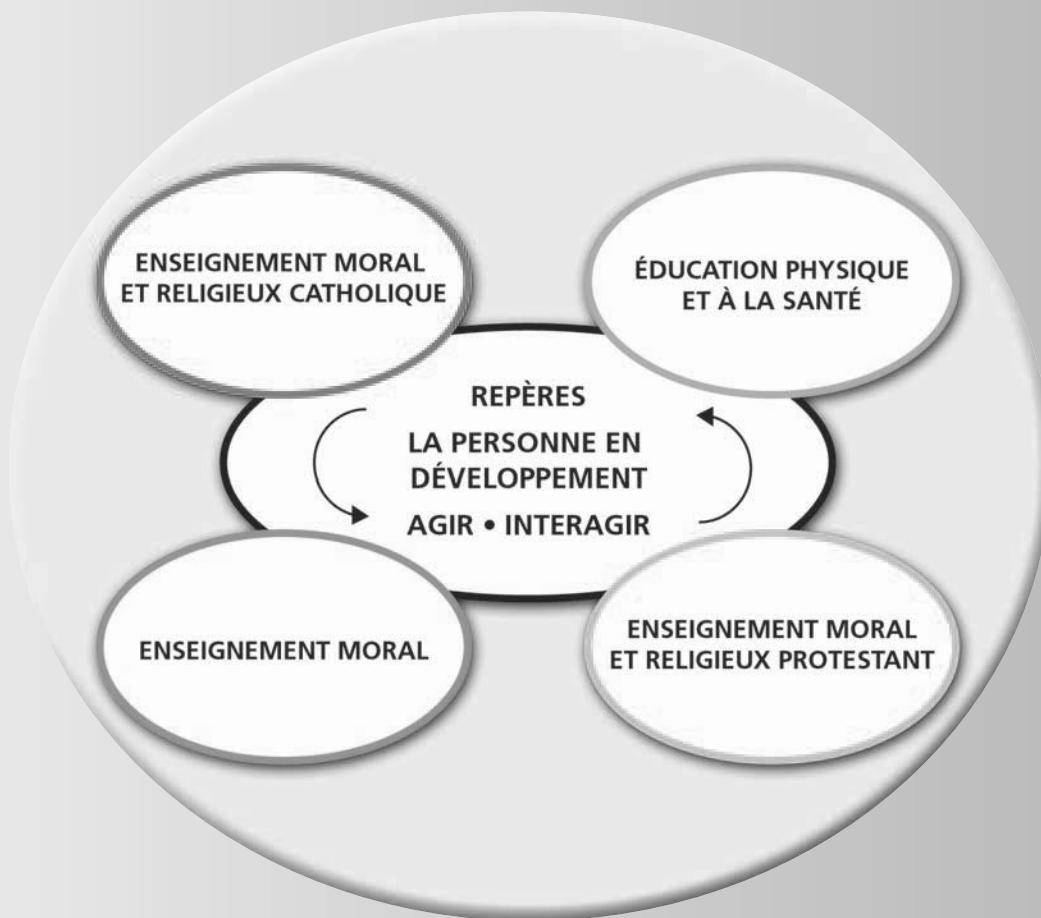 ENSEIGNEMENT MORAL
ET RELIGIEUX CATHOLIQUE
ÉDUCATION PHYSIQUE
ET À LA SANTÉ
REPÈRES
LA PERSONNE EN
DÉVELOPPEMENT
AGIR • INTERAGIR
ENSEIGNEMENT MORAL
ENSEIGNEMENT MORAL
ET RELIGIEUX PROTESTANT